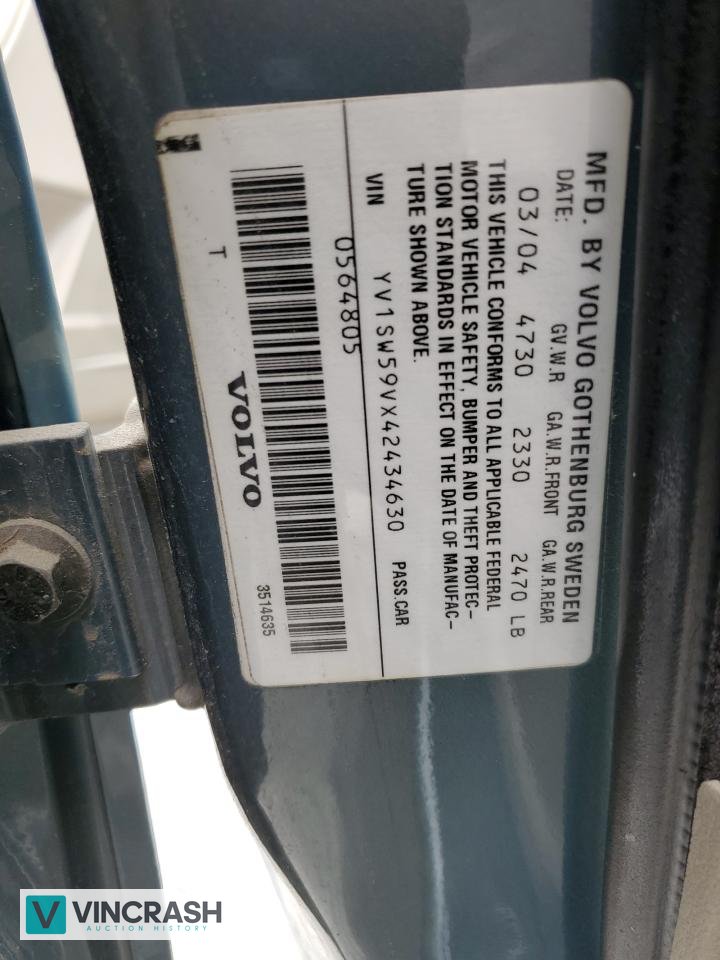 MFD. BY VOLVO GOTHENBURG SWEDEN
DATE: GV.W.R GA.W.R.FRONT GA.W.R.REAR
03/04 4730 2330 2470 LB
THIS VEHICLE CONFORMS TO ALL APPLICABLE FEDERAL
MOTOR VEHICLE SAFETY, BUMPER AND THEFT PROTEC–
TION STANDARDS IN EFFECT ON THE DATE OF MANUFAC–
TURE SHOWN ABOVE.
VIN YV1SW59VX42434630 PASS.CAR
0564805
T VOLVO 3514635
VINCRASH
AUCTION HISTORY